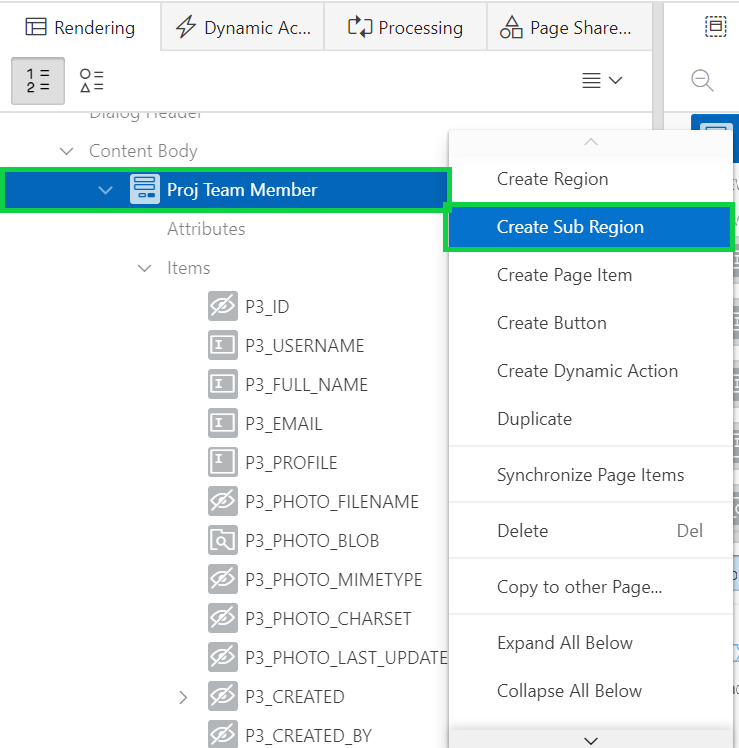 Rendering
Dynamic Ac...
Processing
Page Share...
Dialog Header
Content Body
Proj Team Member
Attributes
Items
P3_ID
P3_USERNAME
P3_FULL_NAME
P3_EMAIL
P3_PROFILE
P3_PHOTO_FILENAME
P3_PHOTO_BLOB
P3_PHOTO_MIMETYPE
P3_PHOTO_CHARSET
P3_PHOTO_LAST_UPDATE
P3_CREATED
P3_CREATED_BY
Create Region
Create Sub Region
Create Page Item
Create Button
Create Dynamic Action
Duplicate
Synchronize Page Items
Delete Del
Copy to other Page...
Expand All Below
Collapse All Below